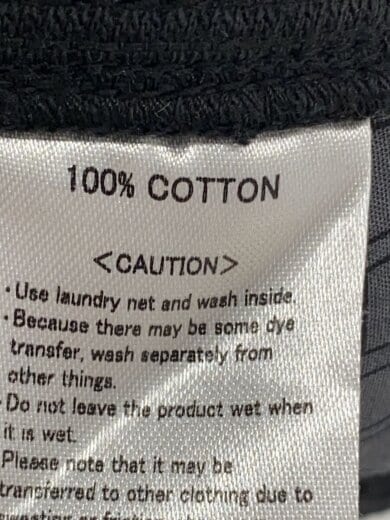 100% COTTON
<CAUTION>
・Use laundry net and wash inside.
・Because there may be some dye
transfer, wash separately from
other things.
・Do not leave the product wet when
it is wet.
Please note that it may be
transferred to other clothing due to